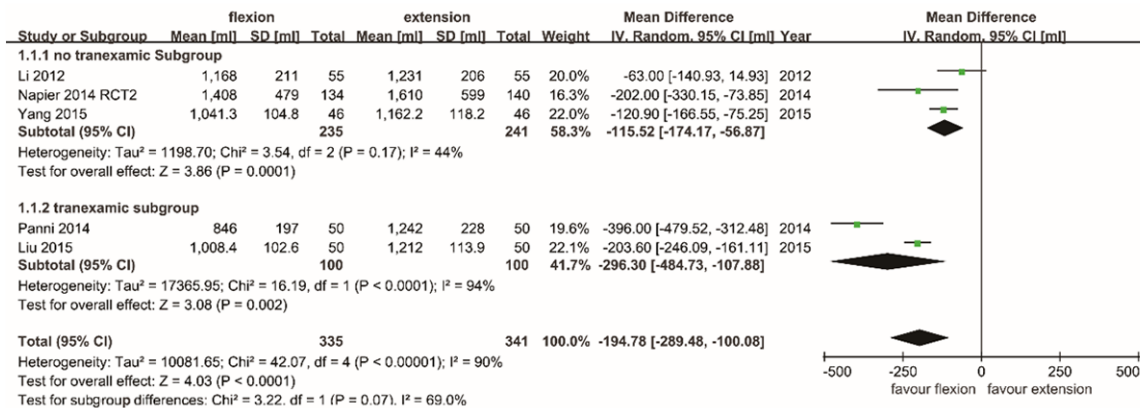 flexion extension Mean Difference Mean Difference
Study or Subgroup Mean [ml] SD [ml] Total Mean [ml] SD [ml] Total Weight IV. Random. 95% CI [ml] Year IV. Random. 95% CI [ml]
1.1.1 no tranexamic Subgroup
Li 2012 1,168 211 55 1,231 206 55 20.0% -63.00 [-140.93, 14.93] 2012
Napier 2014 RCT2 1,408 479 134 1,610 599 140 16.3% -202.00 [-330.15, -73.85] 2014
Yang 2015 1,041.3 104.8 46 1,162.2 118.2 46 22.0% -120.90 [-166.55, -75.25] 2015
Subtotal (95% CI) 235 241 58.3% -115.52 [-174.17, -56.87]
Heterogeneity: Tau² = 1198.70; Chi² = 3.54, df = 2 (P = 0.17); I² = 44%
Test for overall effect: Z = 3.86 (P = 0.0001)
1.1.2 tranexamic subgroup
Panni 2014 846 197 50 1,242 228 50 19.6% -396.00 [-479.52, -312.48] 2014
Liu 2015 1,008.4 102.6 50 1,212 113.9 50 22.1% -203.60 [-246.09, -161.11] 2015
Subtotal (95% CI) 100 100 41.7% -296.30 [-484.73, -107.88]
Heterogeneity: Tau² = 17365.95; Chi² = 16.19, df = 1 (P < 0.0001); I² = 94%
Test for overall effect: Z = 3.08 (P = 0.002)
Total (95% CI) 335 341 100.0% -194.78 [-289.48, -100.08]
Heterogeneity: Tau² = 10081.65; Chi² = 42.07, df = 4 (P < 0.00001); I² = 90%
Test for overall effect: Z = 4.03 (P < 0.0001)
Test for subgroup differences: Chi² = 3.22. df = 1 (P = 0.07). I² = 69.0%
-500 -250 0 250 500
favour flexion favour extension